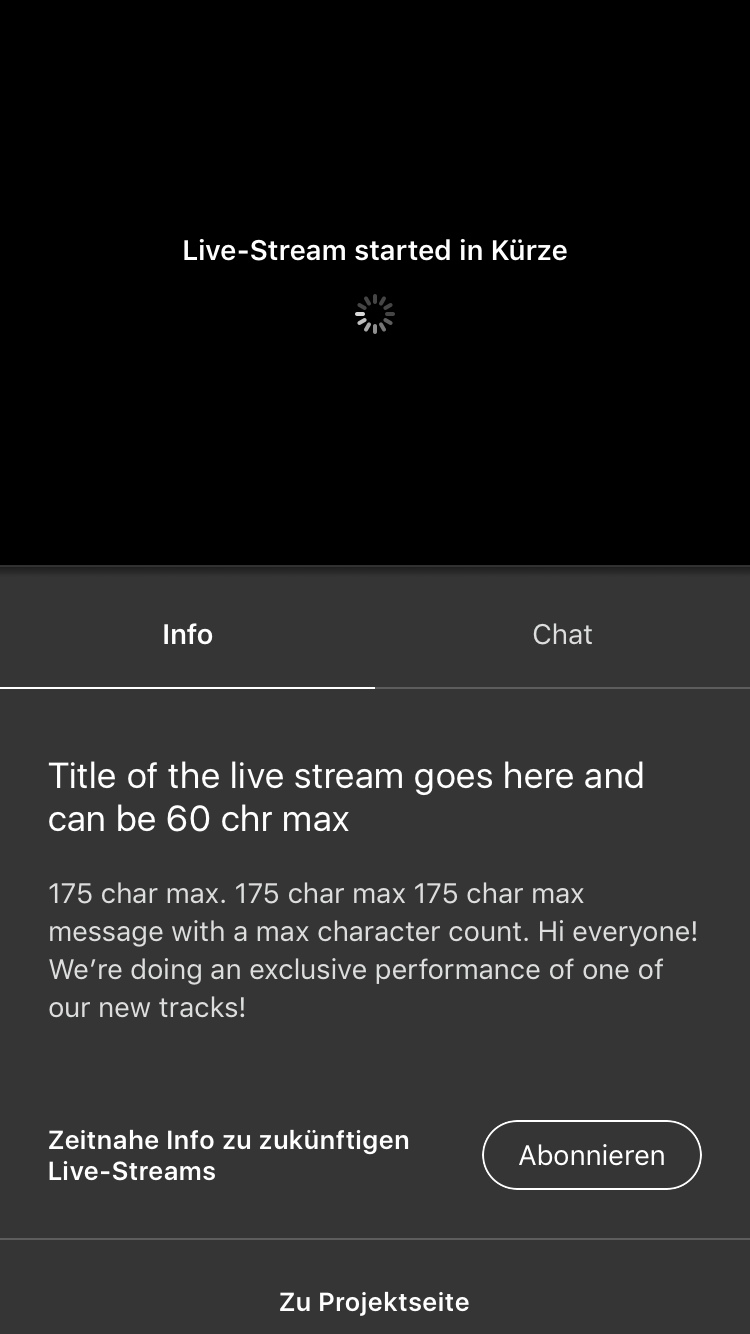 Live-Stream started in Kürze
Info
Chat
Title of the live stream goes here and
can be 60 chr max
175 char max. 175 char max 175 char max
message with a max character count. Hi everyone!
We’re doing an exclusive performance of one of
our new tracks!
Zeitnahe Info zu zukünftigen
Live-Streams
Abonnieren
Zu Projektseite